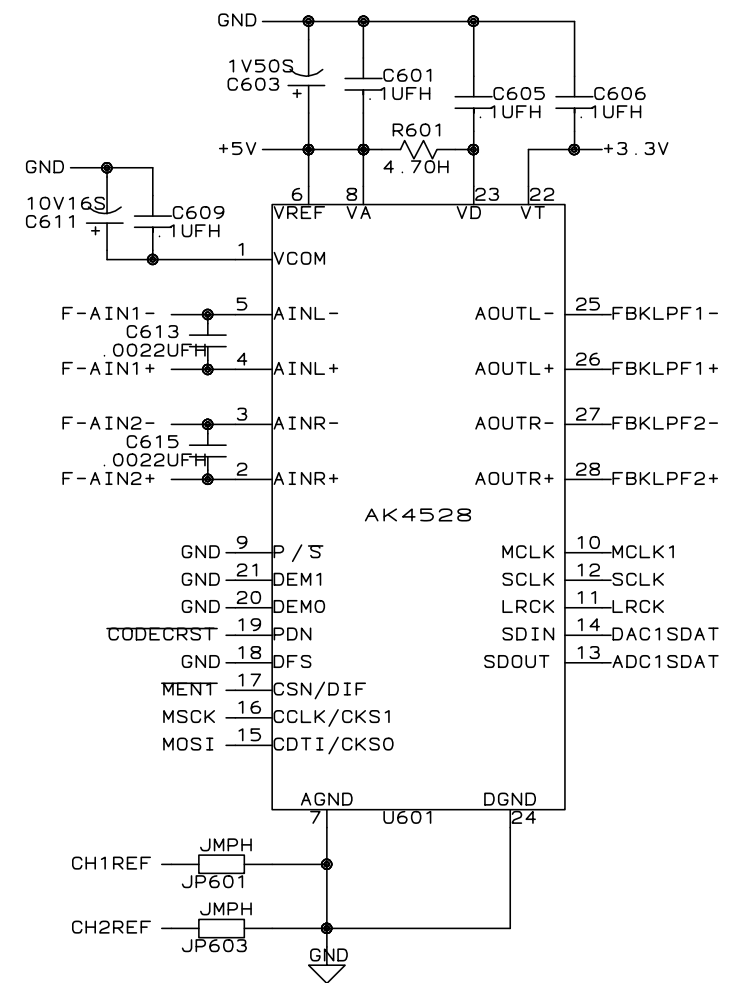 GND
1V50S
C603
+
C601
.1UFH
C605
.1UFH
C606
.1UFH
+5V
R601
4.70H
+3.3V
GND
10V16S
C611
+
C609
.1UFH
6
8
23
22
VREF
VA
VD
VT
1
VCOM
F-AIN1-
5
AINL-
AOUTL-
25
FBKLPF1-
C613
.0022UFH
F-AIN1+
4
AINL+
AOUTL+
26
FBKLPF1+
F-AIN2-
3
AINR-
AOUTR-
27
FBKLPF2-
C615
.0022UFH
F-AIN2+
2
AINR+
AOUTR+
28
FBKLPF2+
AK4528
GND
9
P/S
MCLK
10
MCLK1
GND
21
DEM1
SCLK
12
SCLK
GND
20
DEM0
LRCK
11
LRCK
CODECRST
19
PDN
SDIN
14
DAC1SDAT
GND
18
DFS
SDOUT
13
ADC1SDAT
MENT
17
CSN/DIF
MSCK
16
CCLK/CKS1
MOSI
15
CDTI/CKS0
AGND
DGND
7
U601
24
JMPH
CH1REF
JP601
JMPH
CH2REF
JP603
GND